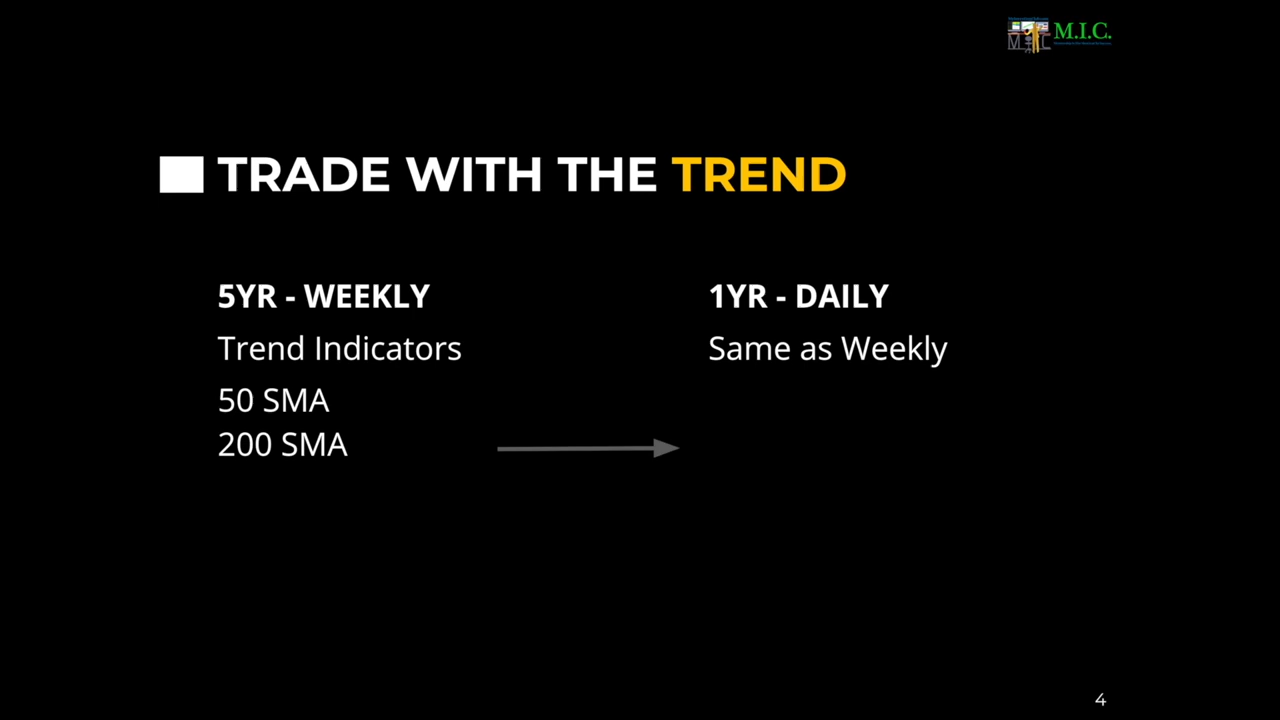 M.I.C.
TRADE WITH THE TREND
5YR - WEEKLY
Trend Indicators
50 SMA
200 SMA
1YR - DAILY
Same as Weekly
4